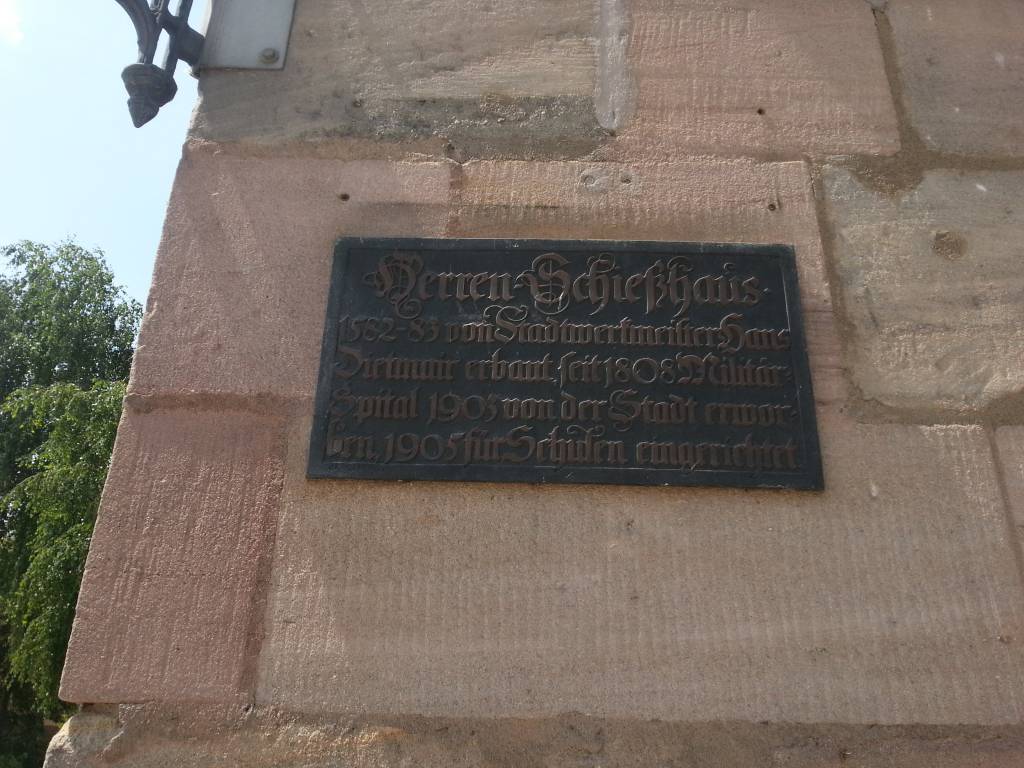 Herren-Schießhaus
1582-83 von Stadtwerkmeister Hans
Dietmair erbaut, seit 1808 Militär-
Spital 1903 von der Stadt erwor-
ben, 1905 für Schulen eingerichtet